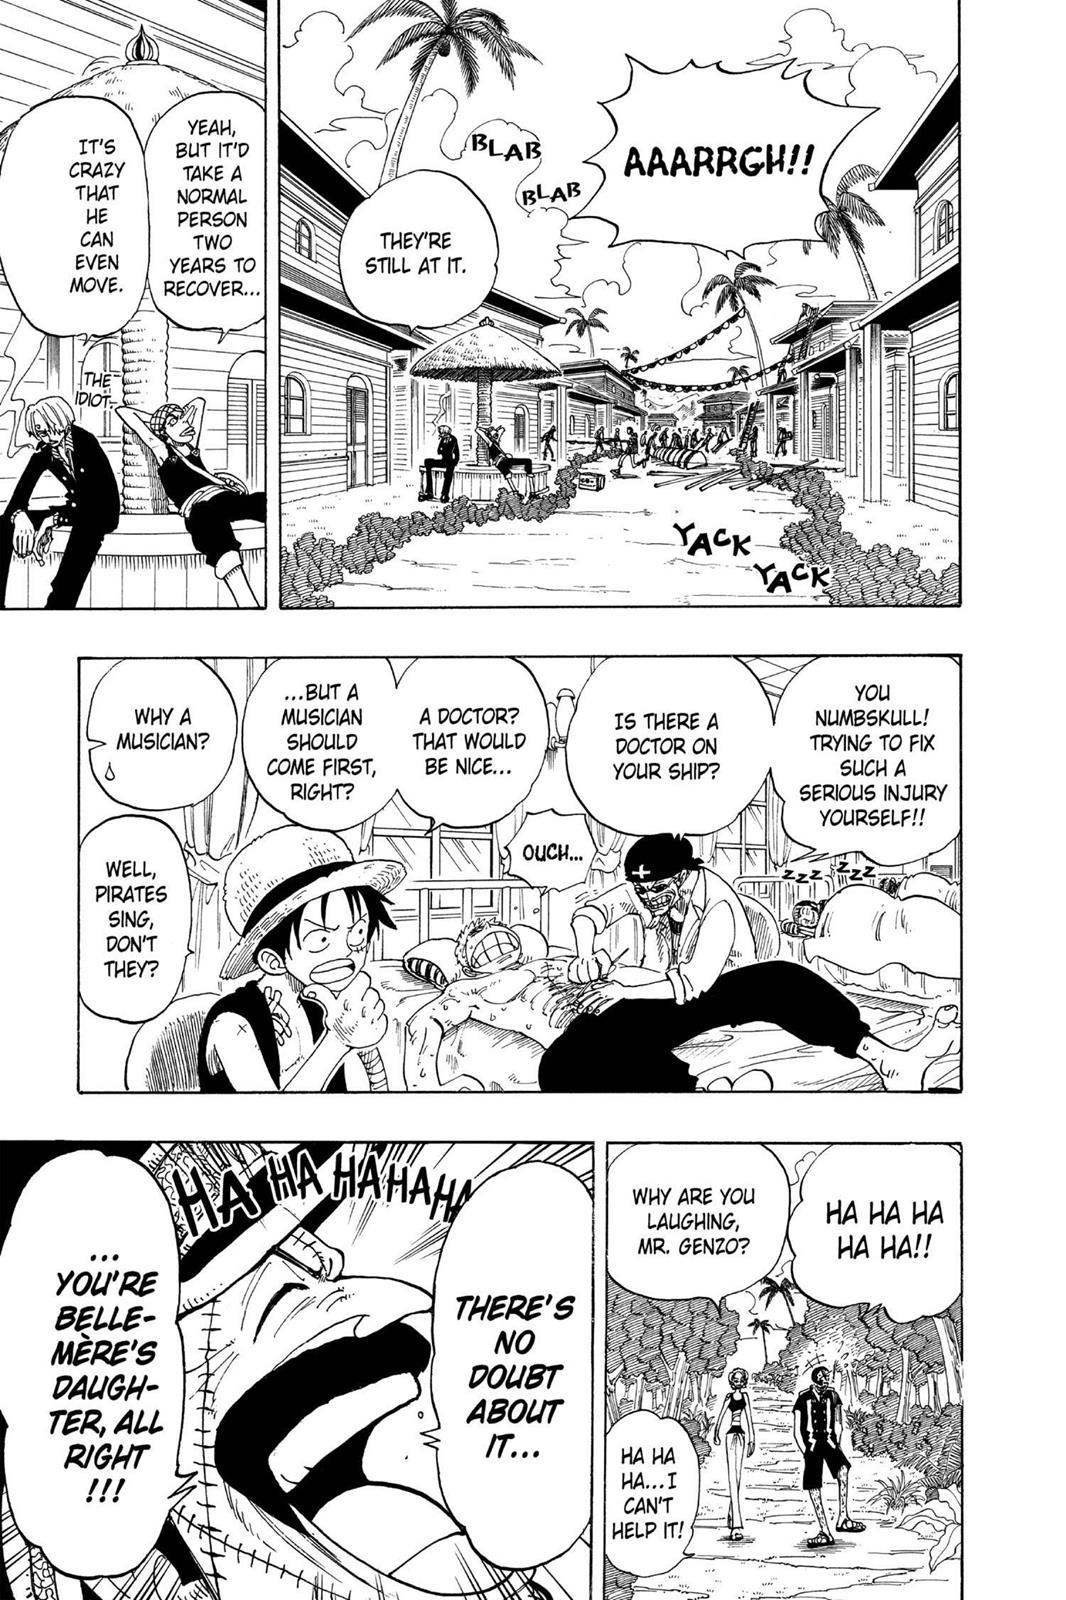 AAARRGH!!
BLAB
BLAB
THEY'RE
STILL AT IT.
YACK
YACK
YEAH,
BUT IT'D
TAKE A
NORMAL
PERSON
TWO
YEARS TO
RECOVER...
IT'S
CRAZY
THAT
HE
CAN
EVEN
MOVE.
THE
IDIOT.
YOU
NUMBSKULL!
TRYING TO FIX
SUCH A
SERIOUS INJURY
YOURSELF!!
ZZZ ZZZ
IS THERE A
DOCTOR ON
YOUR SHIP?
OUCH...
A DOCTOR?
THAT WOULD
BE NICE...
...BUT A
MUSICIAN
SHOULD
COME FIRST,
RIGHT?
WHY A
MUSICIAN?
WELL,
PIRATES
SING,
DON'T
THEY?
HA HA HA
HA HA!!
WHY ARE YOU
LAUGHING,
MR. GENZO?
HA HA
HA...I
CAN'T
HELP IT!
HA HA HA HA HA
THERE'S
NO
DOUBT
ABOUT
IT...
...
YOU'RE
BELLE-
MÈRE'S
DAUGH-
TER, ALL
RIGHT
!!!